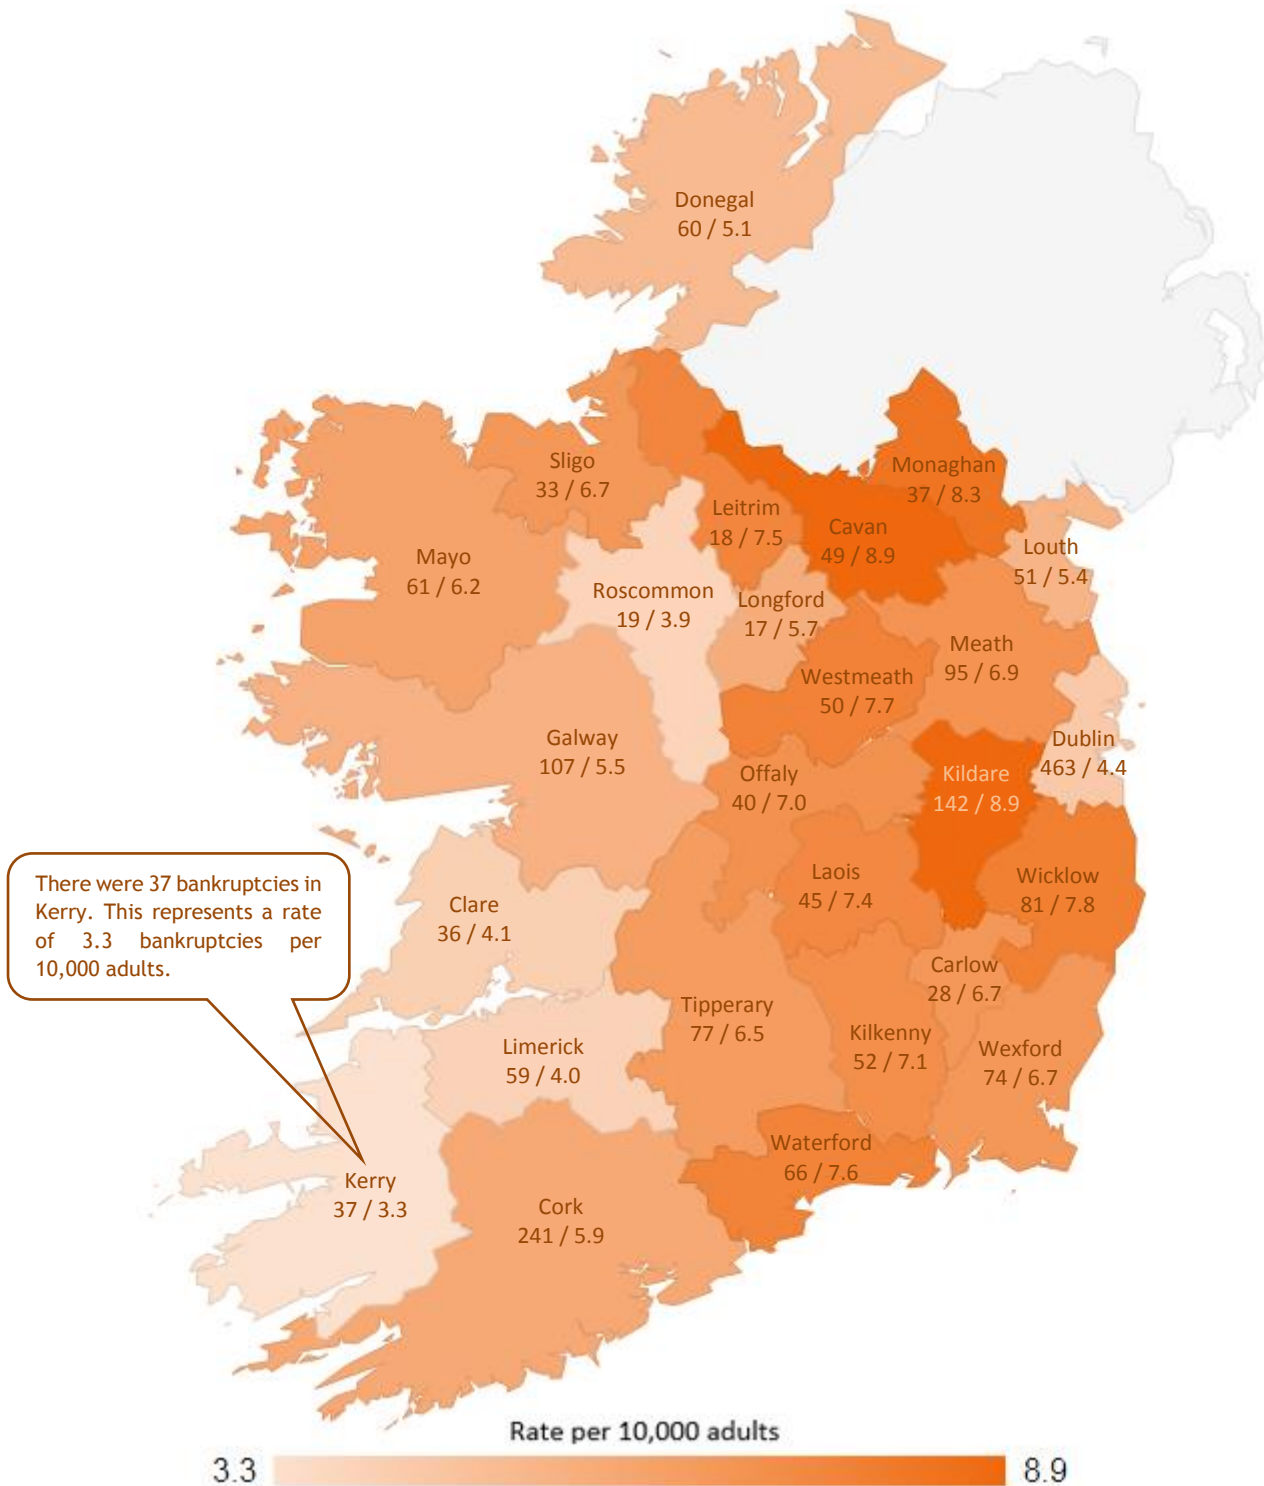 Donegal
60 / 5.1
Monaghan
37 / 8.3
Sligo
33 / 6.7
Leitrim
18 / 7.5
Cavan
49 / 8.9
Louth
51 / 5.4
Mayo
61 / 6.2
Roscommon
19 / 3.9
Longford
17 / 5.7
Meath
95 / 6.9
Westmeath
50 / 7.7
Galway
107 / 5.5
Offaly
40 / 7.0
Kildare
142 / 8.9
Dublin
463 / 4.4
There were 37 bankruptcies in
Kerry. This represents a rate
of 3.3 bankruptcies per
10,000 adults.
Clare
36 / 4.1
Laois
45 / 7.4
Wicklow
81 / 7.8
Carlow
28 / 6.7
Tipperary
77 / 6.5
Kilkenny
52 / 7.1
Wexford
74 / 6.7
Limerick
59 / 4.0
Waterford
66 / 7.6
Kerry
37 / 3.3
Cork
241 / 5.9
Rate per 10,000 adults
3.3 8.9